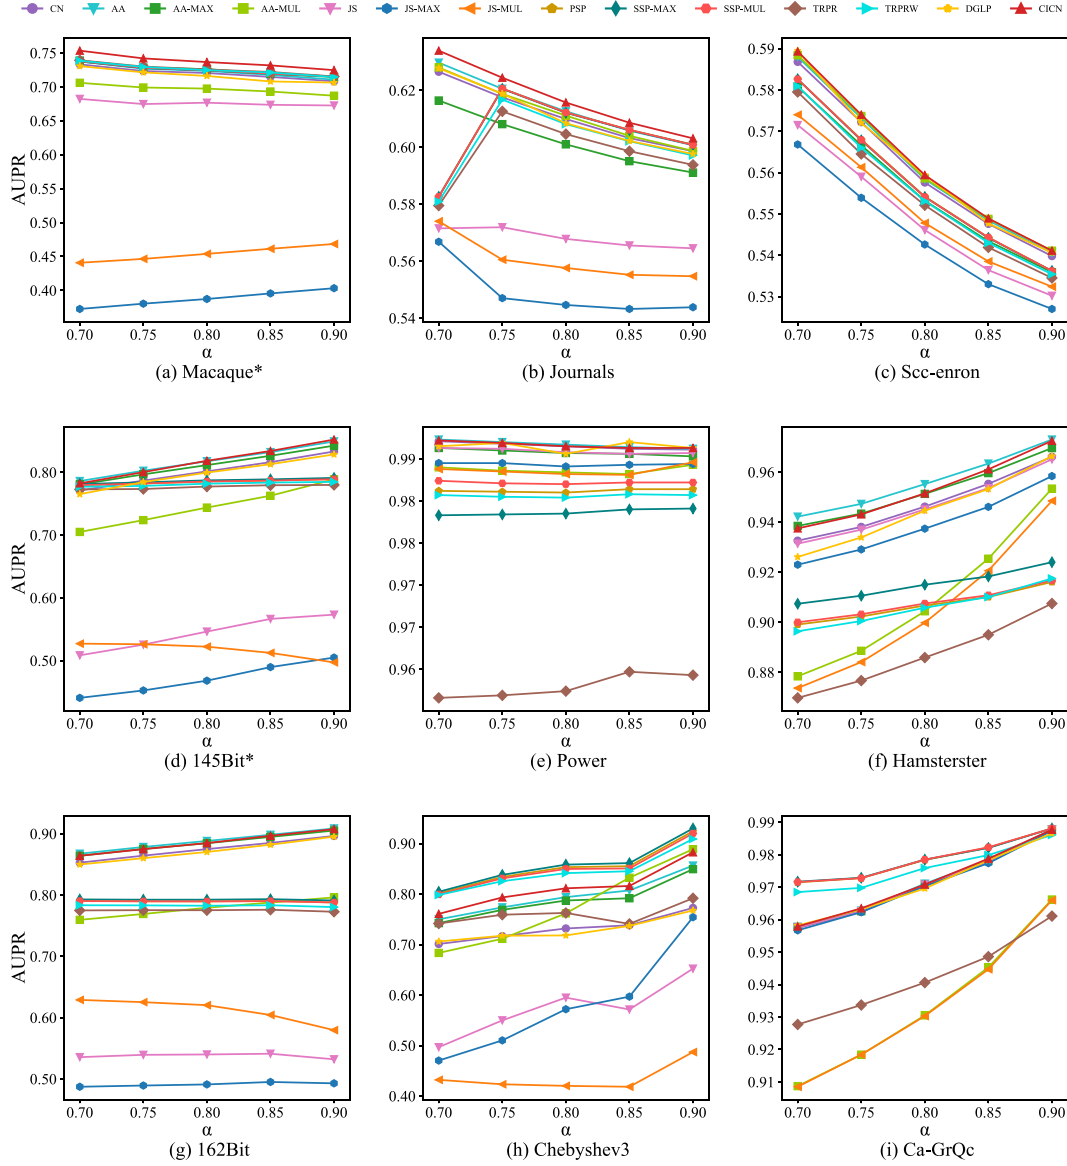 CN AA AA-MAX AA-MUL JS JS-MAX JS-MUL PSP SSP-MAX SSP-MUL TRPR TRPRW DGLP CICN
AUPR
0.75
0.70
0.65
0.60
0.55
0.50
0.45
0.40
0.70 0.75 0.80 0.85 0.90
α
(a) Macaque*
0.62
0.60
0.58
0.56
0.54
0.70 0.75 0.80 0.85 0.90
α
(b) Journals
0.59
0.58
0.57
0.56
0.55
0.54
0.53
0.70 0.75 0.80 0.85 0.90
α
(c) Scc-enron
AUPR
0.80
0.70
0.60
0.50
0.70 0.75 0.80 0.85 0.90
α
(d) 145Bit*
0.99
0.98
0.98
0.97
0.97
0.96
0.70 0.75 0.80 0.85 0.90
α
(e) Power
0.96
0.94
0.92
0.90
0.88
0.70 0.75 0.80 0.85 0.90
α
(f) Hamsterster
AUPR
0.90
0.80
0.70
0.60
0.50
0.70 0.75 0.80 0.85 0.90
α
(g) 162Bit
0.90
0.80
0.70
0.60
0.50
0.40
0.70 0.75 0.80 0.85 0.90
α
(h) Chebyshev3
0.99
0.98
0.97
0.96
0.95
0.94
0.93
0.92
0.91
0.70 0.75 0.80 0.85 0.90
α
(i) Ca-GrQc